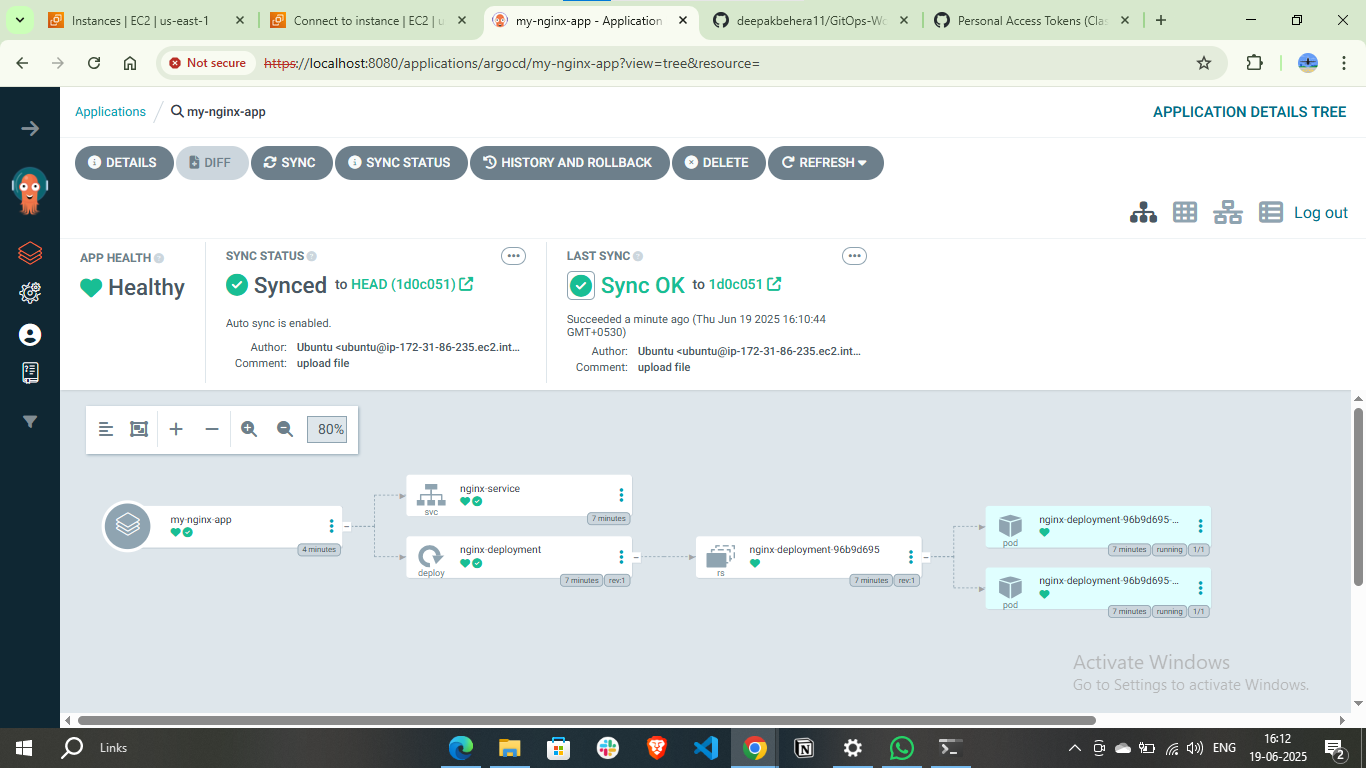 Instances | EC2 | us-east-1
Connect to instance | EC2 | u
my-nginx-app - Application
deepakbehera11/GitOps-Wo
Personal Access Tokens (Clas
Not secure
https://localhost:8080/applications/argocd/my-nginx-app?view=tree&resource=
Applications
my-nginx-app
APPLICATION DETAILS TREE
DETAILS
DIFF
SYNC
SYNC STATUS
HISTORY AND ROLLBACK
DELETE
REFRESH
Log out
APP HEALTH
Healthy
SYNC STATUS
Synced to HEAD (1d0c051)
Auto sync is enabled.
Author: Ubuntu <ubuntu@ip-172-31-86-235.ec2.int...
Comment: upload file
LAST SYNC
Sync OK to 1d0c051
Succeeded a minute ago (Thu Jun 19 2025 16:10:44
GMT+0530)
Author: Ubuntu <ubuntu@ip-172-31-86-235.ec2.int...
Comment: upload file
80%
my-nginx-app
4 minutes
nginx-service
svc
7 minutes
nginx-deployment
deploy
7 minutes
rev:1
nginx-deployment-96b9d695
rs
7 minutes
rev:1
nginx-deployment-96b9d695-...
pod
7 minutes
running
1/1
nginx-deployment-96b9d695-...
pod
7 minutes
running
1/1
Activate Windows
Go to Settings to activate Windows.
Links
ENG
16:12
19-06-2025
2